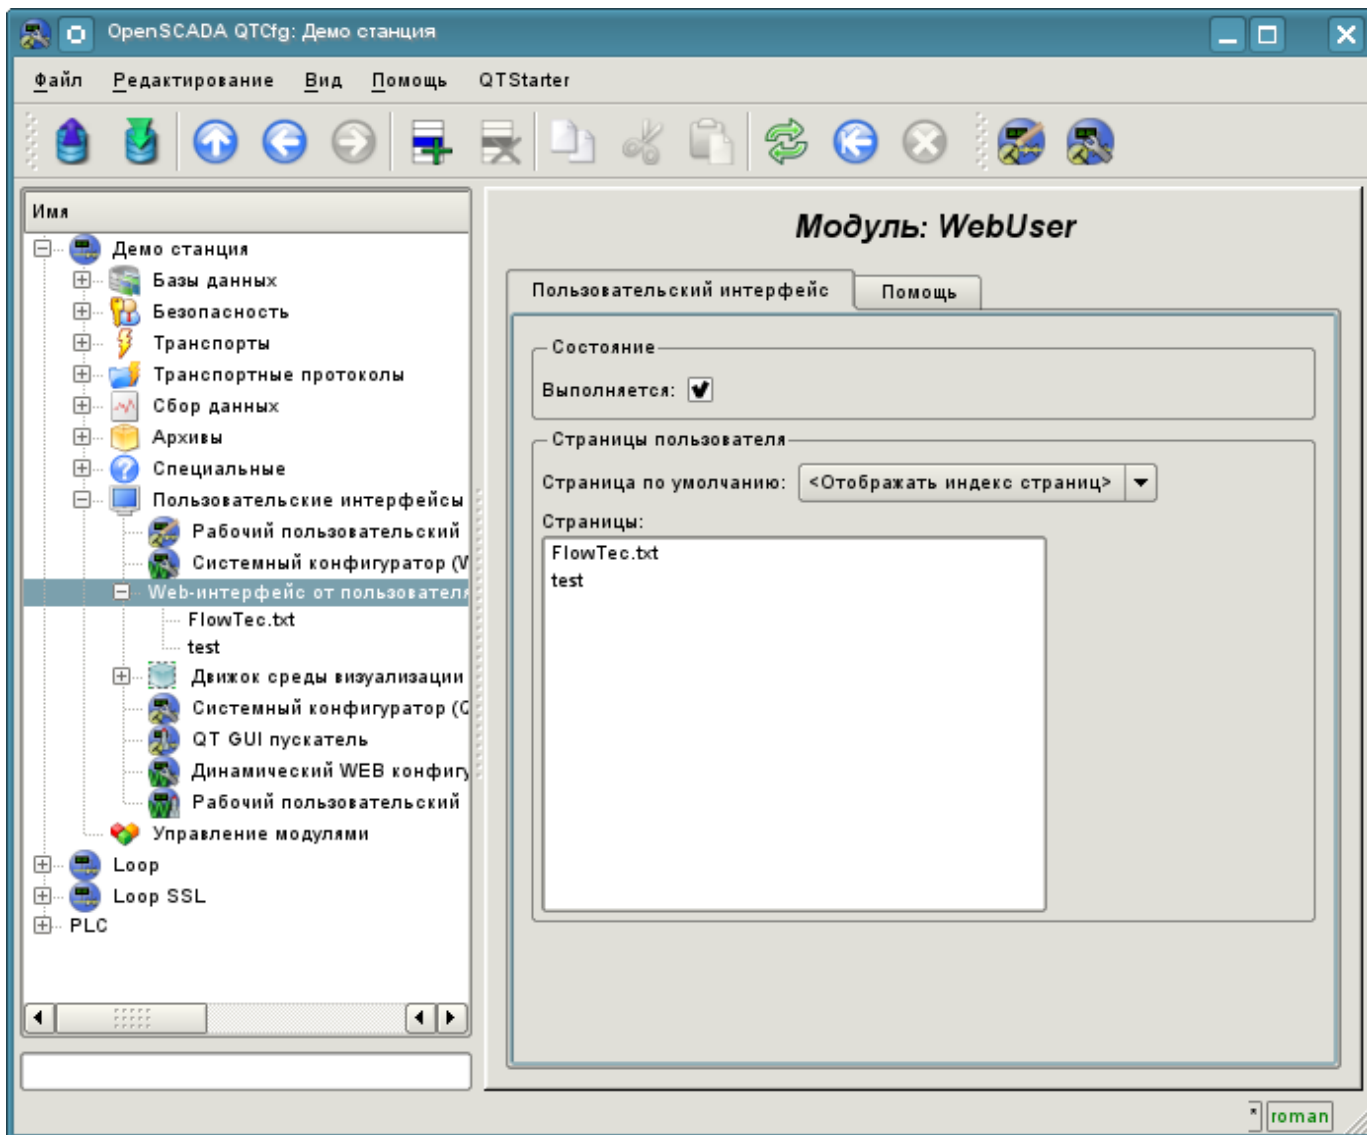 OpenSCADA QTCfg: Демо станция
Файл Редактирование Вид Помощь QTStarter
Имя
Демо станция
Базы данных
Безопасность
Транспорты
Транспортные протоколы
Сбор данных
Архивы
Специальные
Пользовательские интерфейсы
Рабочий пользовательский
Системный конфигуратор (
Web-интерфейс от пользователя
FlowTec.txt
test
Движок среды визуализации
Системный конфигуратор (Q
QT GUI пускатель
Динамический WEB конфигу
Рабочий пользовательский
Управление модулями
Loop
Loop SSL
PLC
Модуль: WebUser
Пользовательский интерфейс Помощь
Состояние
Выполняется:
Страницы пользователя
Страница по умолчанию: <Отображать индекс страниц>
Страницы:
FlowTec.txt
test
* roman